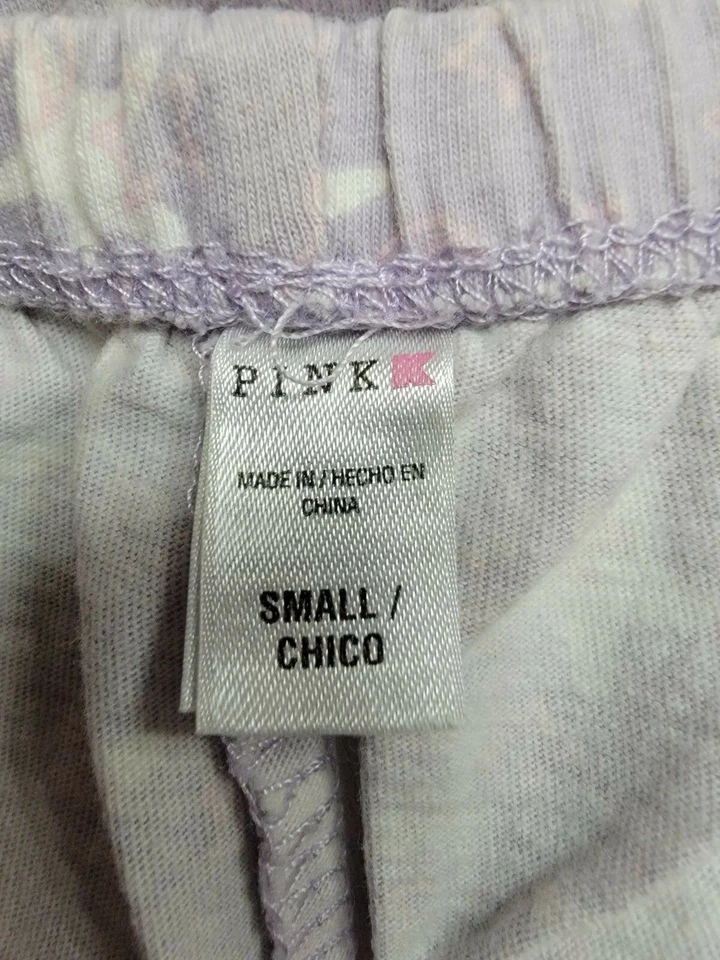 PINK K
MADE IN / HECHO EN
CHINA
SMALL /
CHICO